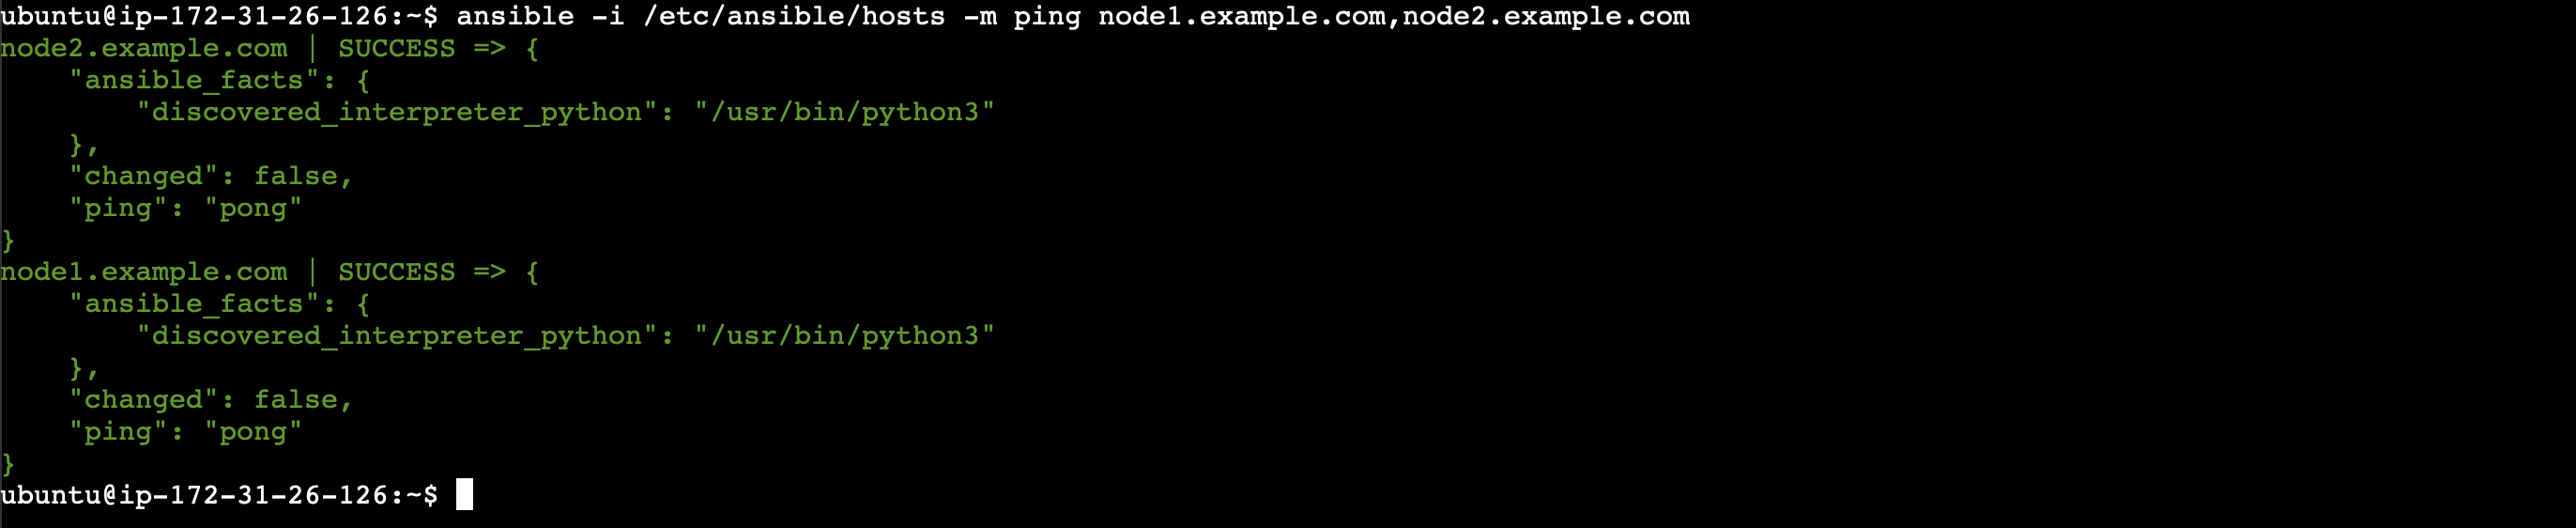 ubuntu@ip-172-31-26-126:~$ ansible -i /etc/ansible/hosts -m ping node1.example.com,node2.example.com
node2.example.com | SUCCESS => {
    "ansible_facts": {
        "discovered_interpreter_python": "/usr/bin/python3"
    },
    "changed": false,
    "ping": "pong"
}
node1.example.com | SUCCESS => {
    "ansible_facts": {
        "discovered_interpreter_python": "/usr/bin/python3"
    },
    "changed": false,
    "ping": "pong"
}
ubuntu@ip-172-31-26-126:~$